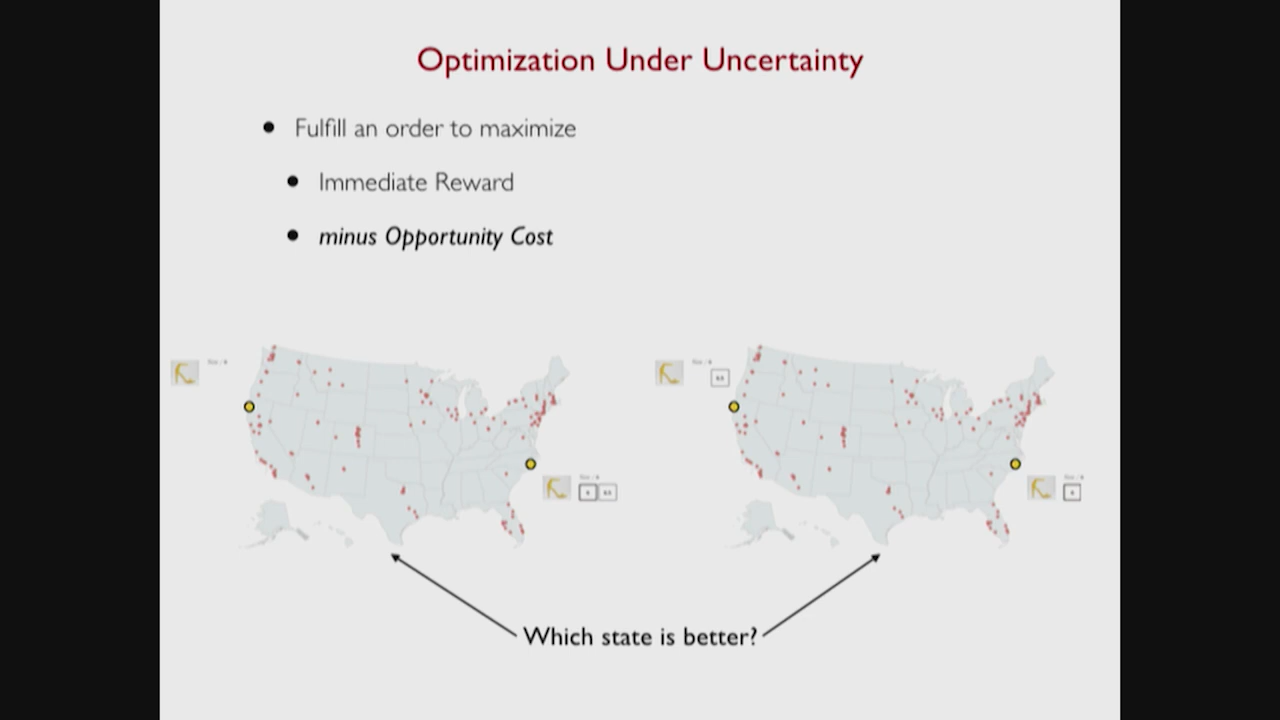 Optimization Under Uncertainty
Fulfill an order to maximize
Immediate Reward
minus Opportunity Cost
Which state is better?